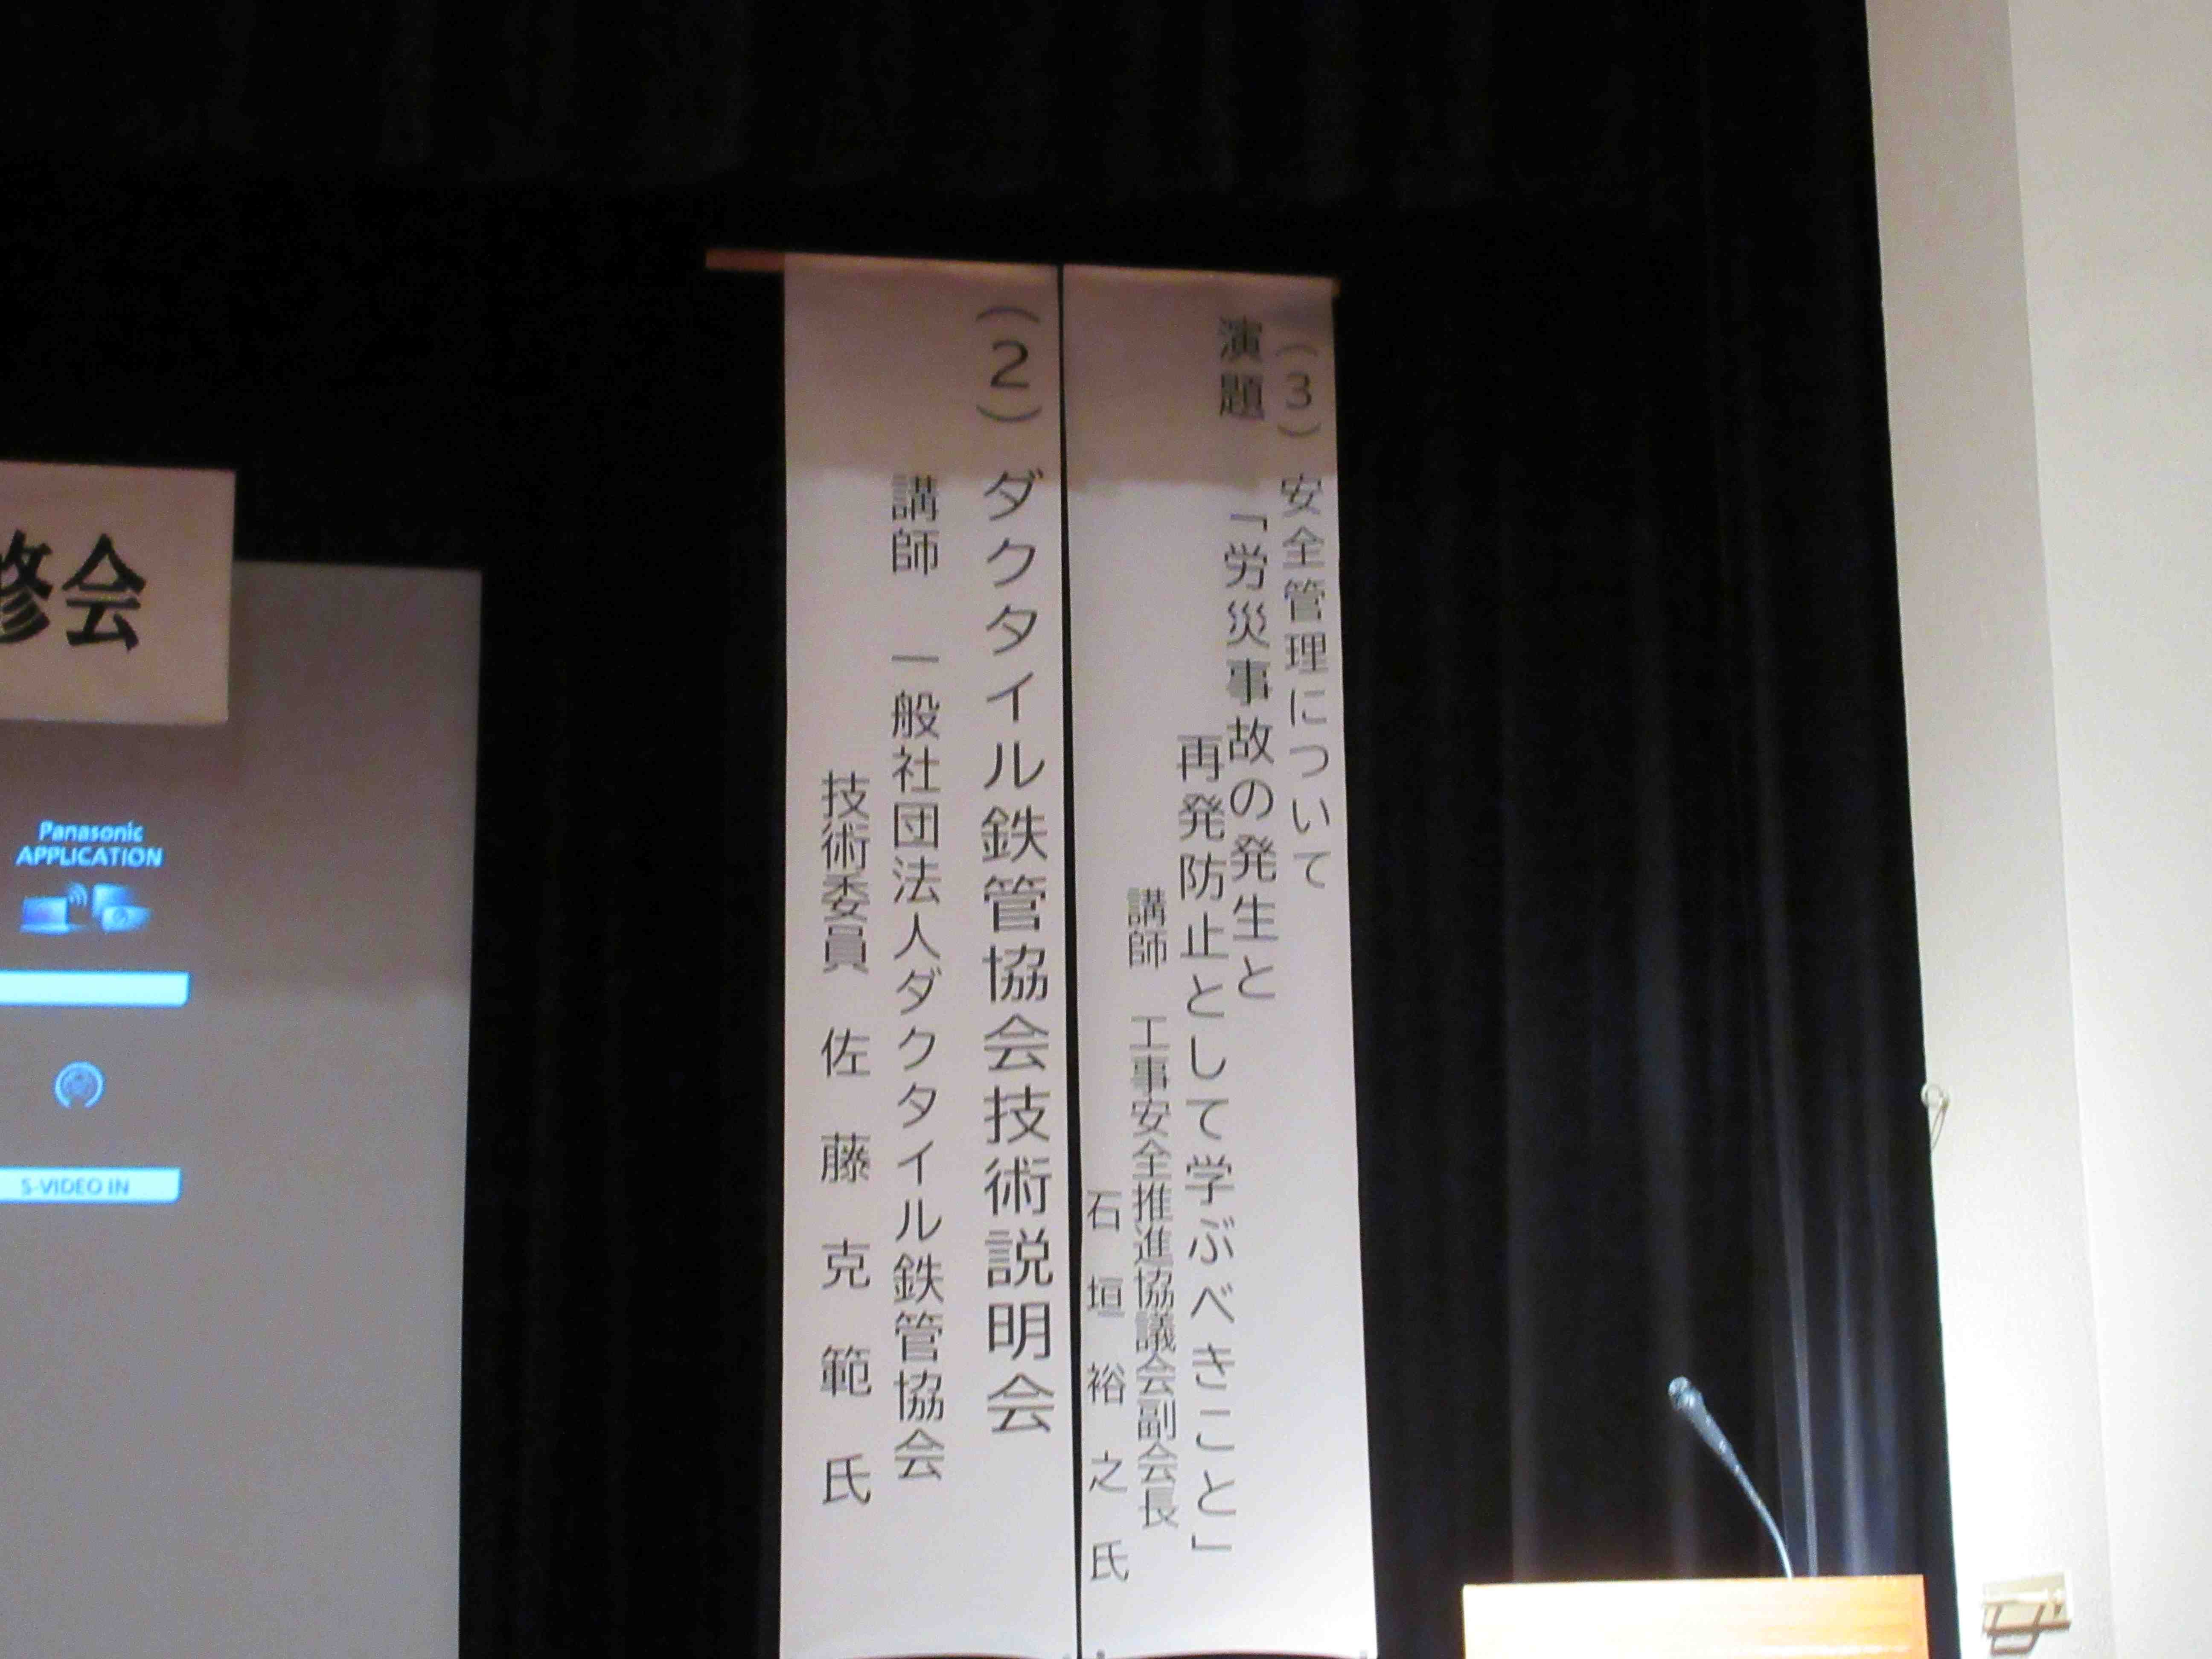 （3）安全管理について
演題「労災事故の発生と
再発防止として学ぶべきこと」
講師 工事安全推進協議会副会長
石垣裕之氏
（2）ダクタイル鉄管協会技術説明会
講師 一般社団法人ダクタイル鉄管協会
技術委員 佐藤克範氏
修会
Panasonic
APPLICATION
S-VIDEO IN